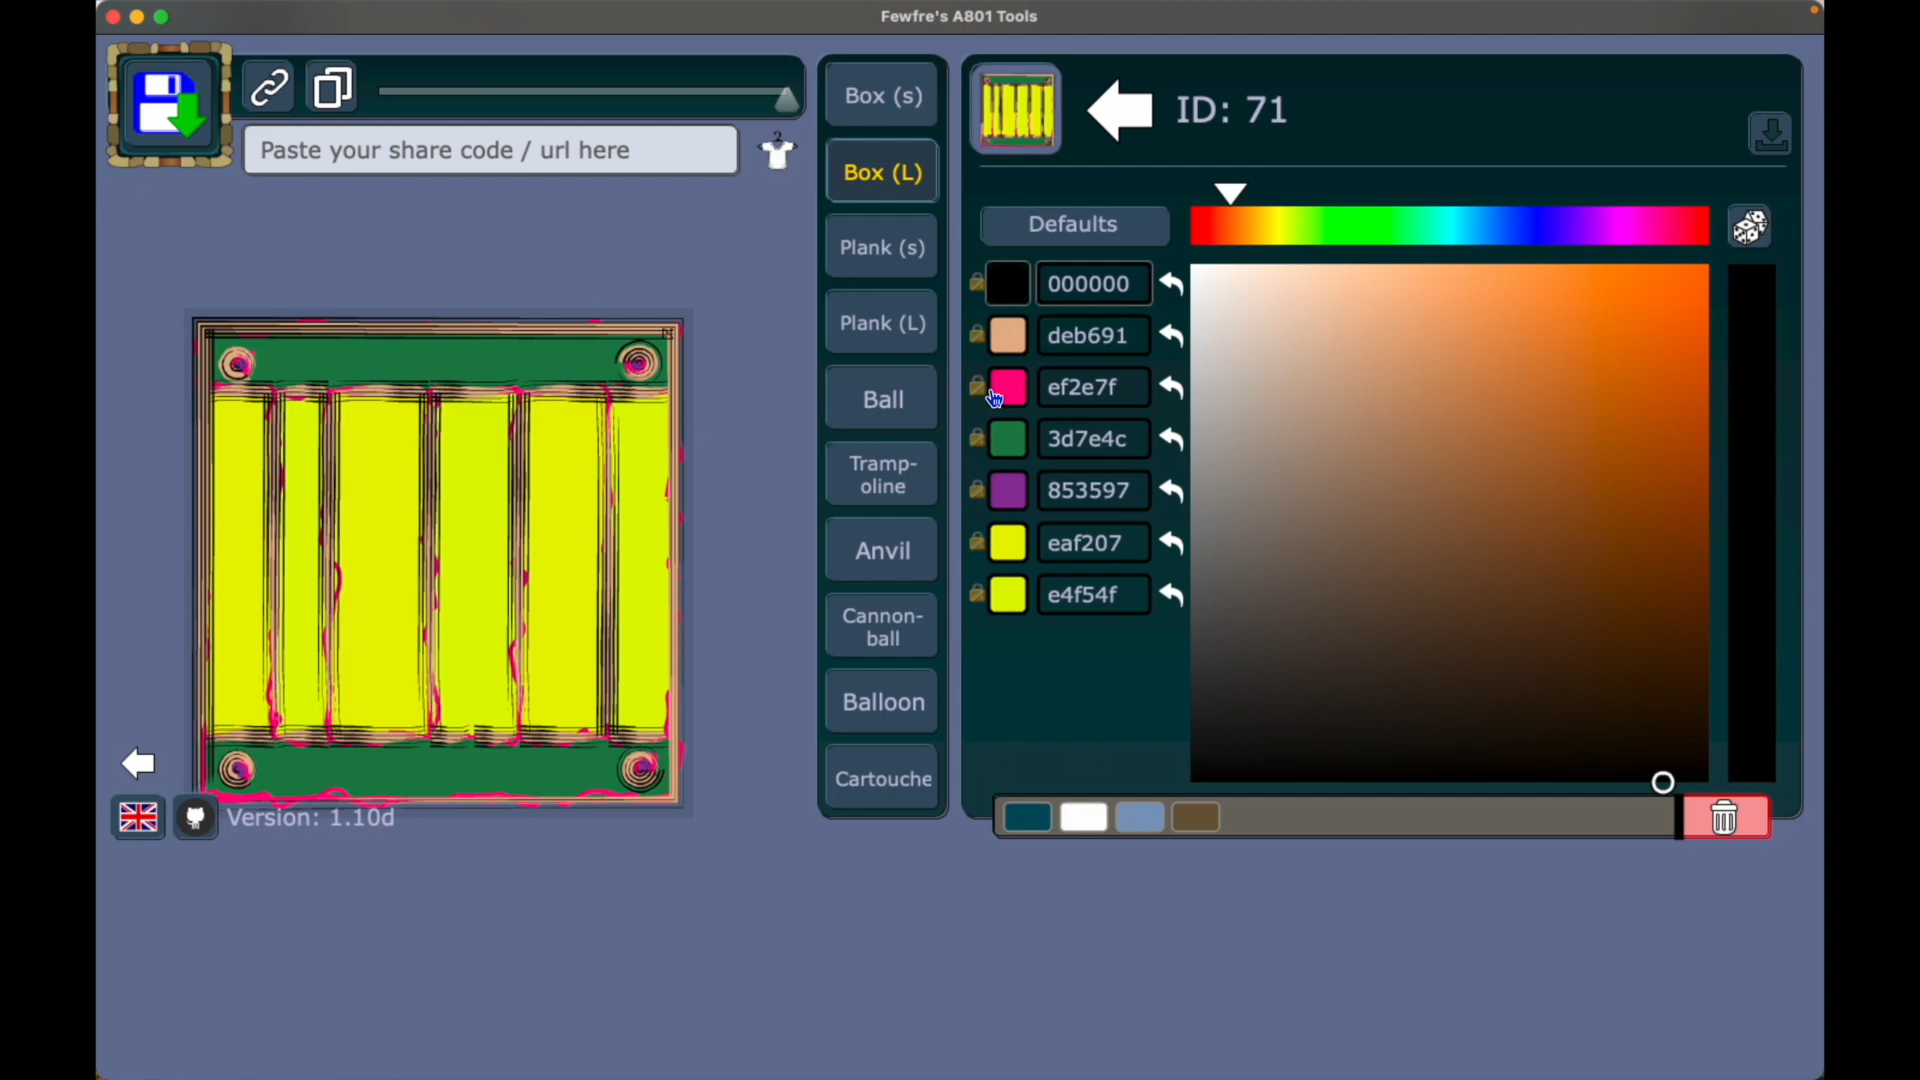 Fewfre's A801 Tools
Paste your share code / url here
2
Version: 1.10d
Box (s)
Box (L)
Plank (s)
Plank (L)
Ball
Tramp-
oline
Anvil
Cannon-
ball
Balloon
Cartouche
ID: 71
Defaults
000000
deb691
ef2e7f
3d7e4c
853597
eaf207
e4f54f